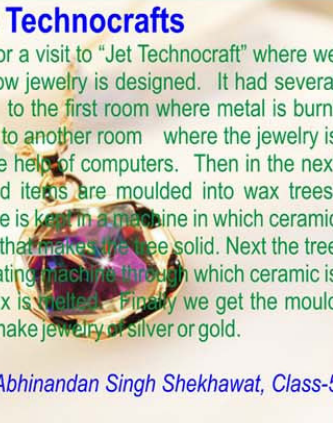 Technocrafts
or a visit to “Jet Technocraft” where we
ow jewelry is designed. It had severa
to the first room where metal is burn
to another room where the jewelry is
e help of computers. Then in the nex
d items are moulded into wax trees
e is kept in a machine in which ceramic
that makes the tree solid. Next the tree
ating machine through which ceramic is
x is melted. Finally we get the mould
make jewelry of silver or gold.
Abhinandan Singh Shekhawat, Class-5